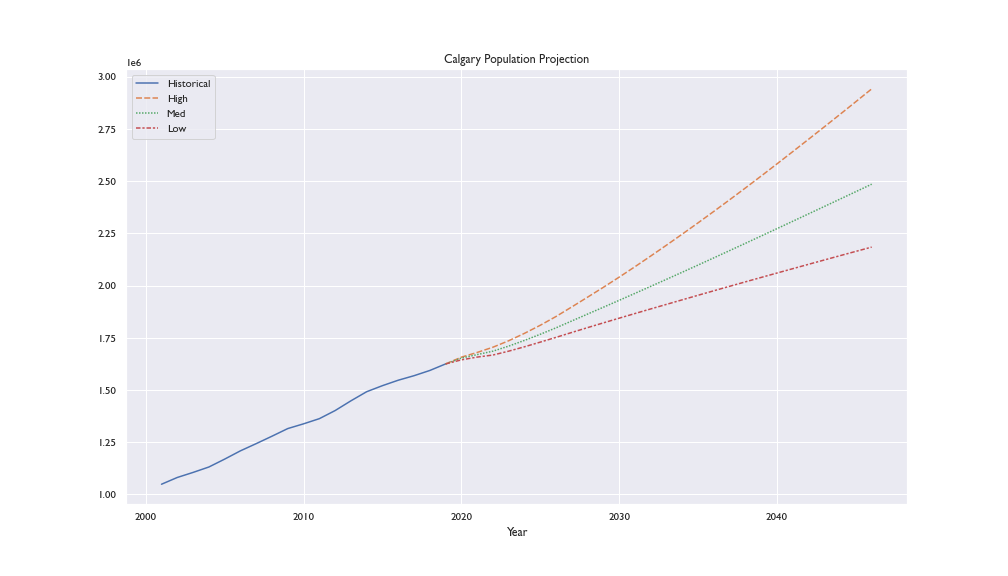 Calgary Population Projection
1e6
3.00
2.75
2.50
2.25
2.00
1.75
1.50
1.25
1.00
Historical
High
Med
Low
2000 2010 2020 2030 2040
Year